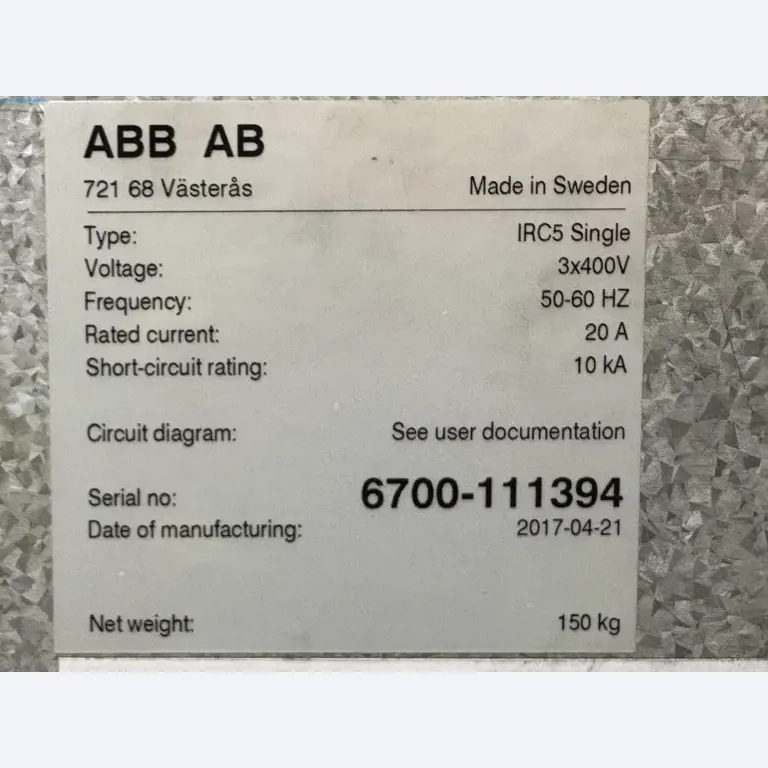 ABB AB
721 68 Västerås Made in Sweden
Type: IRC5 Single
Voltage: 3x400V
Frequency: 50-60 HZ
Rated current: 20 A
Short-circuit rating: 10 kA
Circuit diagram: See user documentation
Serial no: 6700-111394
Date of manufacturing: 2017-04-21
Net weight: 150 kg